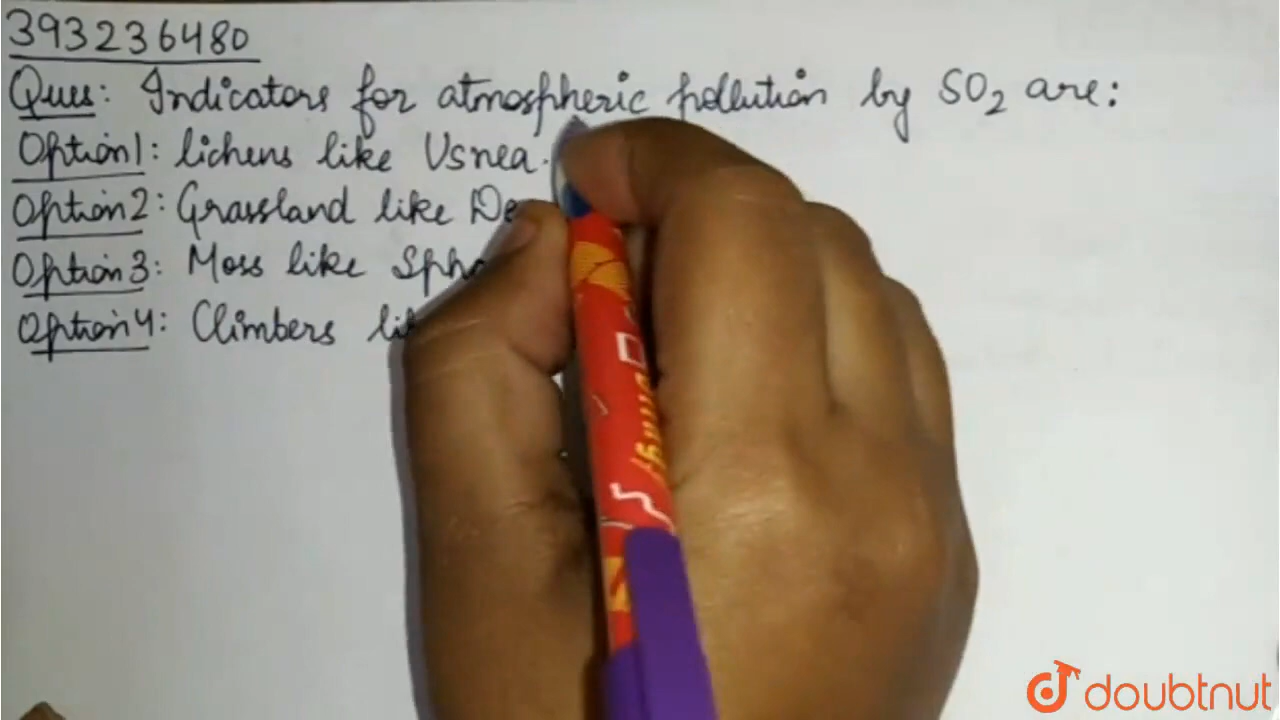 393236480
Ques: Indicators for atmospheric pollution by SO2 are:
Option1: lichens like Usnea.
Option2: Grassland like
Option3: Moss like
Option4: Climbers
sunny
doubtnut